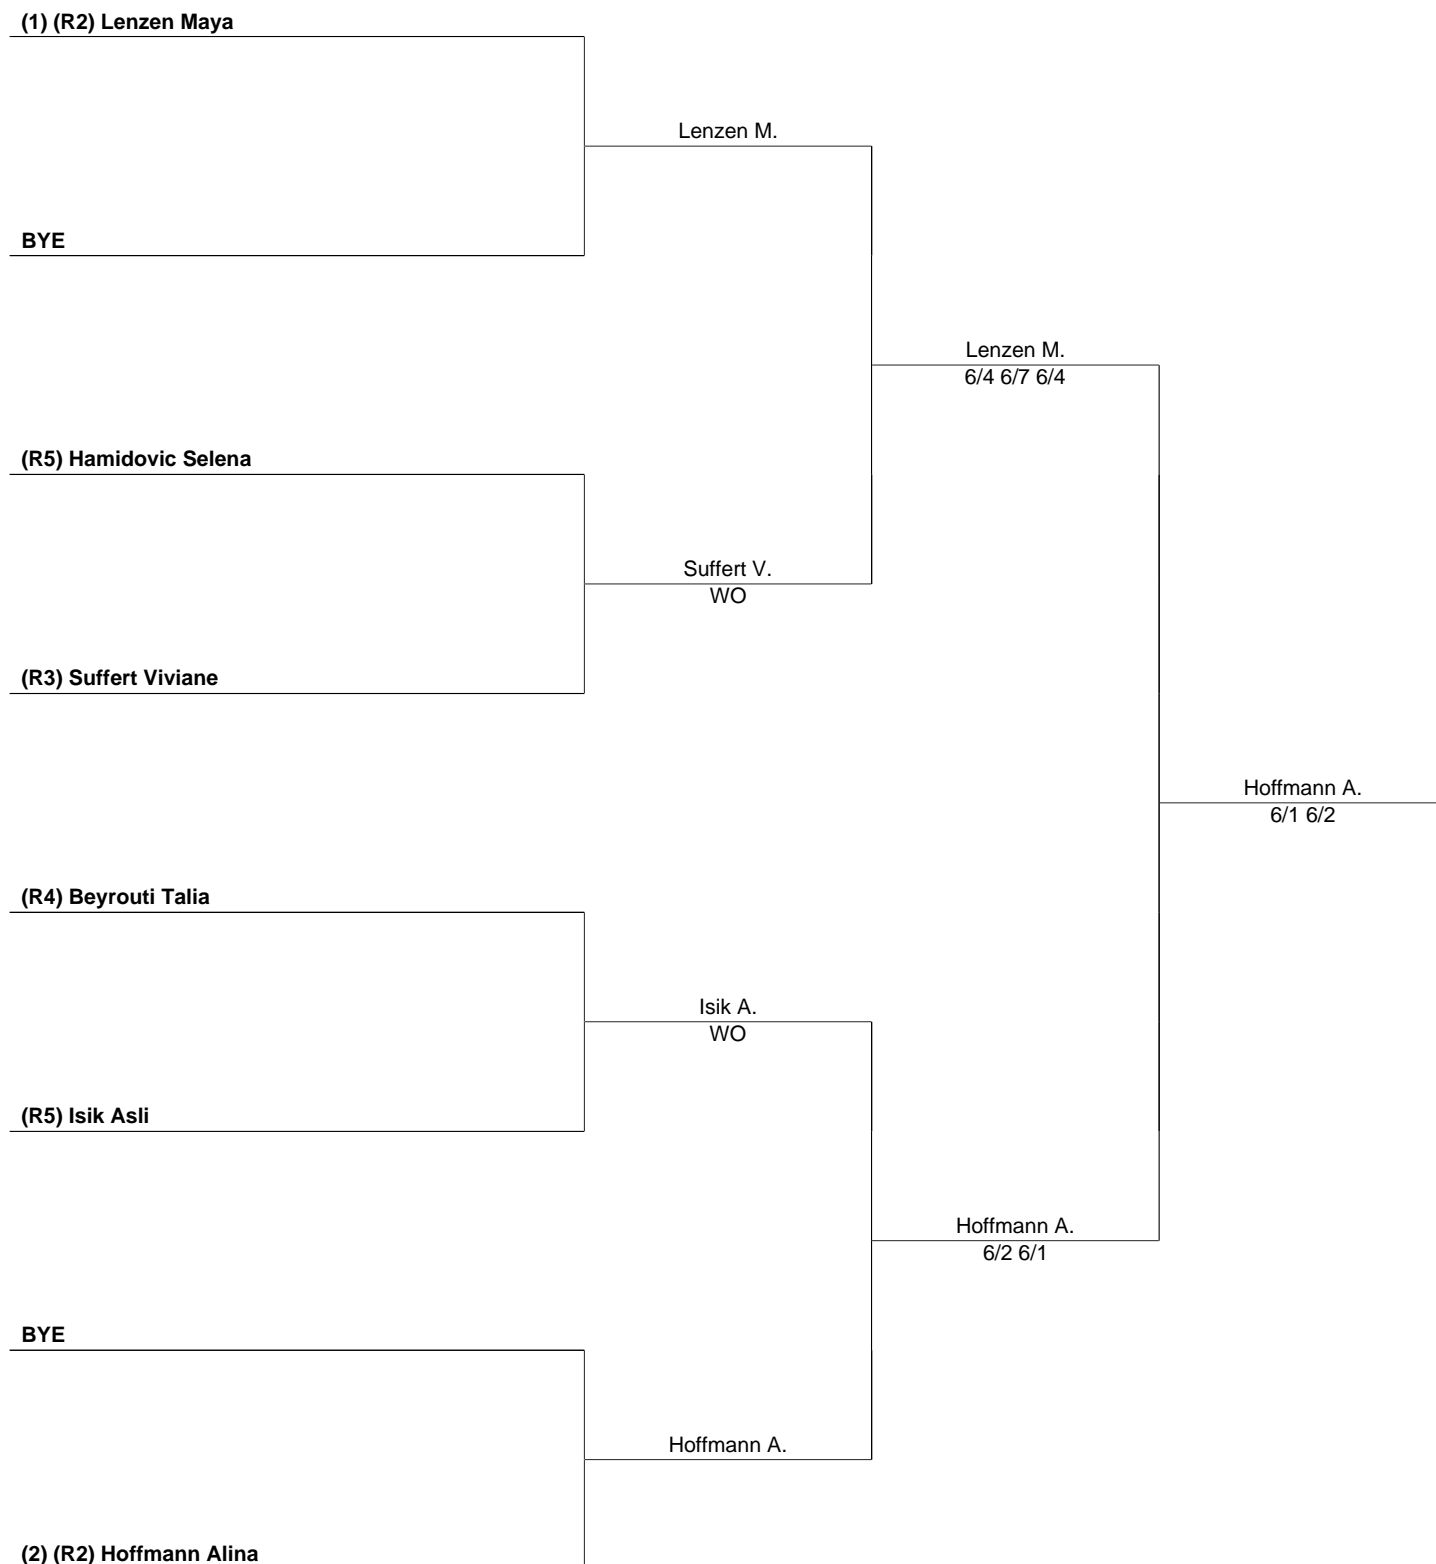 (1) (R2) Lenzen Maya
Lenzen M.
BYE
Lenzen M.
6/4 6/7 6/4
(R5) Hamidovic Selena
Suffert V.
WO
(R3) Suffert Viviane
Hoffmann A.
6/1 6/2
(R4) Beyrouti Talia
Isik A.
WO
(R5) Isik Asli
Hoffmann A.
6/2 6/1
BYE
Hoffmann A.
(2) (R2) Hoffmann Alina